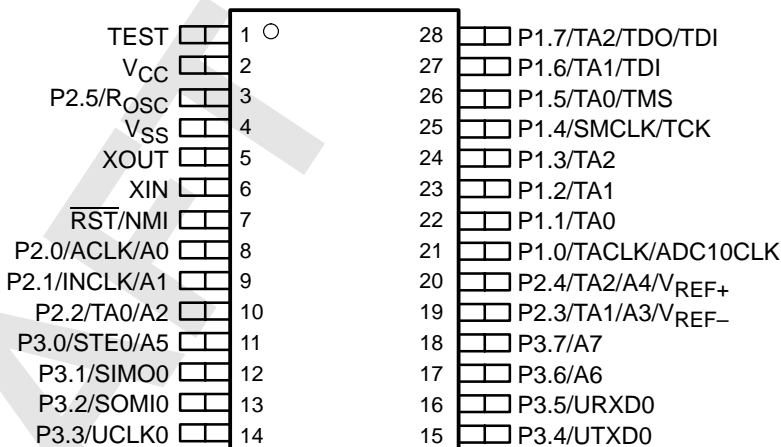 TEST 1 28 P1.7/TA2/TDO/TDI
VCC 2 27 P1.6/TA1/TDI
P2.5/ROSC 3 26 P1.5/TA0/TMS
VSS 4 25 P1.4/SMCLK/TCK
XOUT 5 24 P1.3/TA2
XIN 6 23 P1.2/TA1
RST/NMI 7 22 P1.1/TA0
P2.0/ACLK/A0 8 21 P1.0/TACLK/ADC10CLK
P2.1/INCLK/A1 9 20 P2.4/TA2/A4/VREF+
P2.2/TA0/A2 10 19 P2.3/TA1/A3/VREF−
P3.0/STE0/A5 11 18 P3.7/A7
P3.1/SIMO0 12 17 P3.6/A6
P3.2/SOMI0 13 16 P3.5/URXD0
P3.3/UCLK0 14 15 P3.4/UTXD0